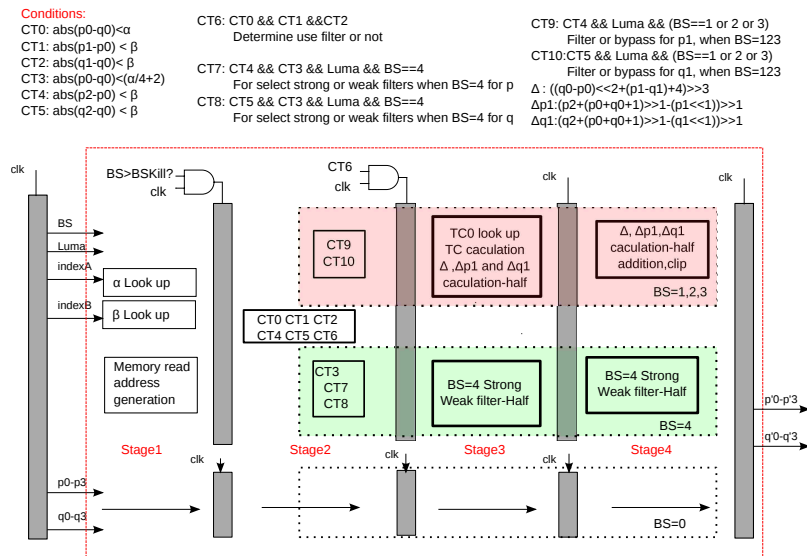 Conditions:
CT0: abs(p0-q0)<α
CT1: abs(p1-p0) < β
CT2: abs(q1-q0)< β
CT3: abs(p0-q0)<(α/4+2)
CT4: abs(p2-p0) < β
CT5: abs(q2-q0) < β
CT6: CT0 && CT1 &&CT2
Determine use filter or not
CT7: CT4 && CT3 && Luma && BS==4
For select strong or weak filters when BS=4 for p
CT8: CT5 && CT3 && Luma && BS==4
For select strong or weak filters when BS=4 for q
CT9: CT4 && Luma && (BS==1 or 2 or 3)
Filter or bypass for p1, when BS=123
CT10:CT5 && Luma && (BS==1 or 2 or 3)
Filter or bypass for q1, when BS=123
Δ : ((q0-p0)<<2+(p1-q1)+4)>>3
Δp1:(p2+(p0+q0+1)>>1-(p1<<1))>>1
Δq1:(q2+(p0+q0+1)>>1-(q1<<1))>>1
clk
BS>BSKill?
clk
CT6
clk
clk
clk
BS
Luma
indexA
indexB
α Look up
β Look up
Memory read
address
generation
CT0 CT1 CT2
CT4 CT5 CT6
CT9
CT10
TC0 look up
TC caculation
Δ ,Δp1 and Δq1
caculation-half
Δ, Δp1,Δq1
caculation-half
addition,clip
BS=1,2,3
CT3
CT7
CT8
BS=4 Strong
Weak filter-Half
BS=4 Strong
Weak filter-Half
BS=4
p'0-p'3
q'0-q'3
Stage1
Stage2
Stage3
Stage4
clk
clk
clk
p0-p3
q0-q3
BS=0